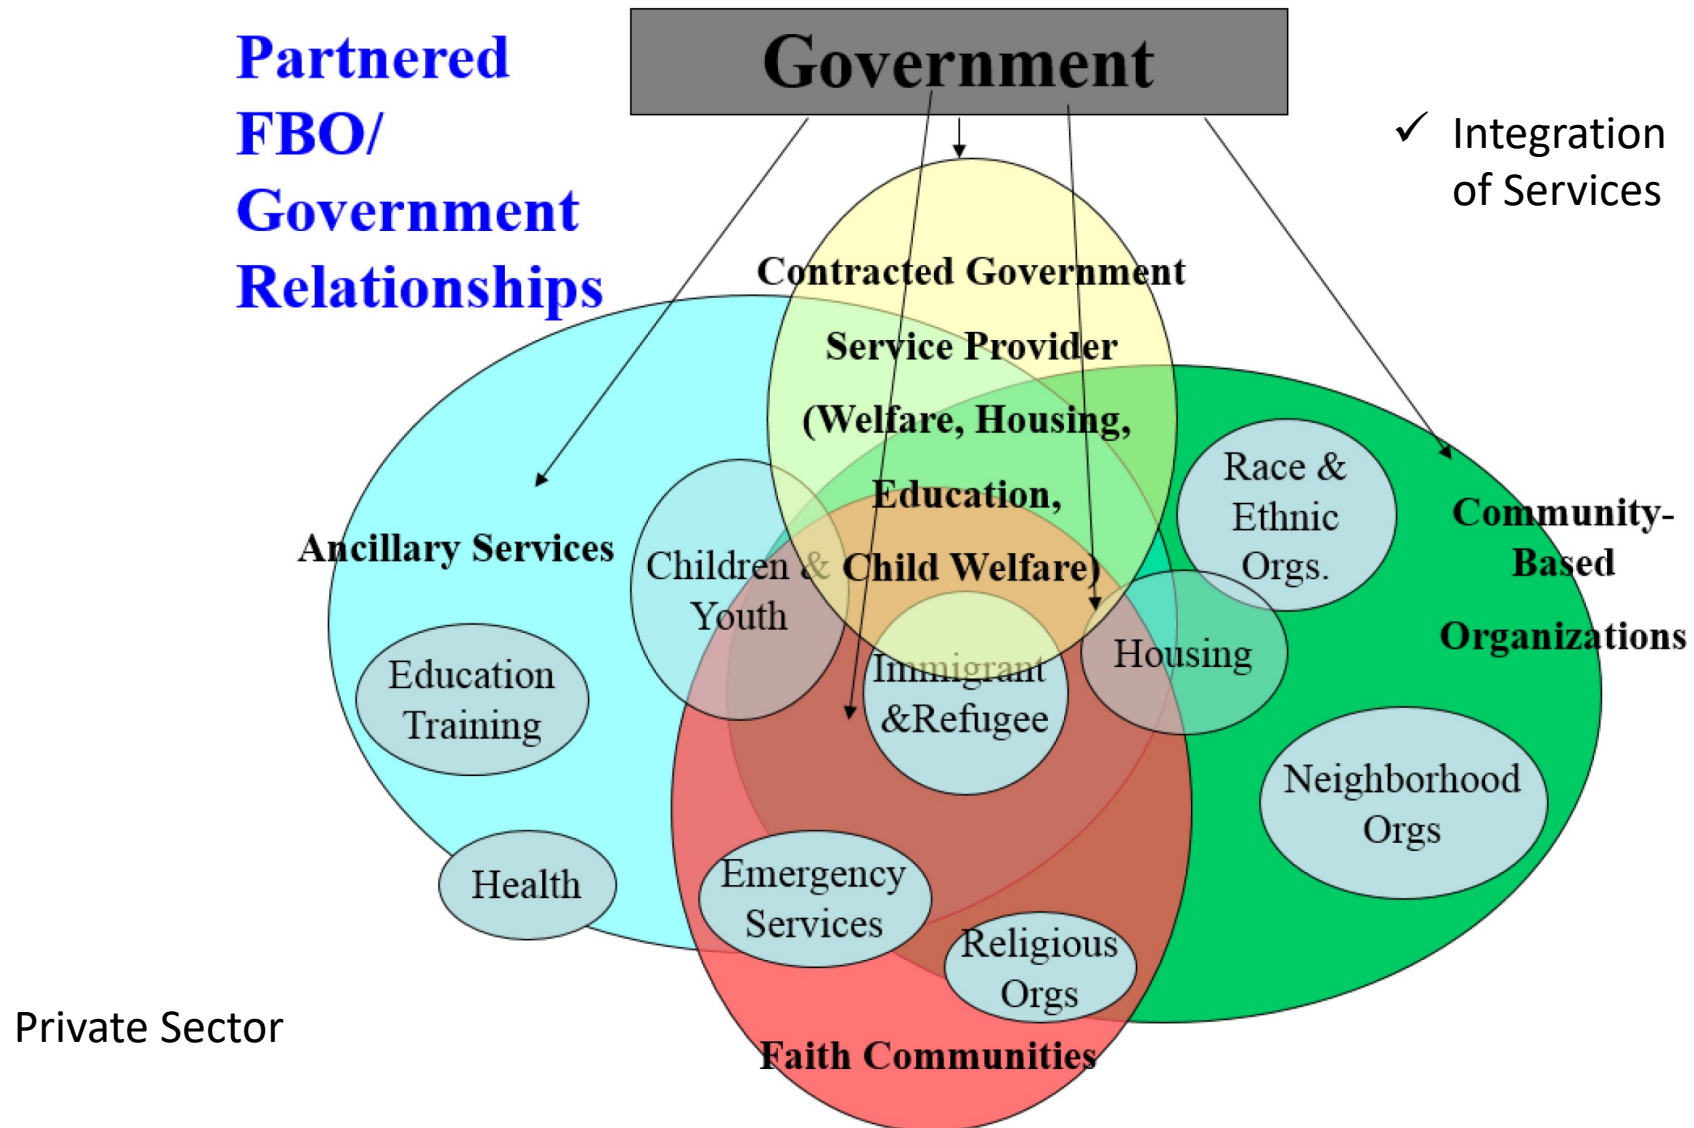 Partnered
FBO/
Government
Relationships
Government
✓ Integration
of Services
Contracted Government
Service Provider
(Welfare, Housing,
Education,
Child Welfare)
Ancillary Services
Children &
Youth
Race &
Ethnic
Orgs.
Community-
Based
Organizations
Education
Training
Immigrant
&Refugee
Housing
Neighborhood
Orgs
Health
Emergency
Services
Religious
Orgs
Private Sector
Faith Communities